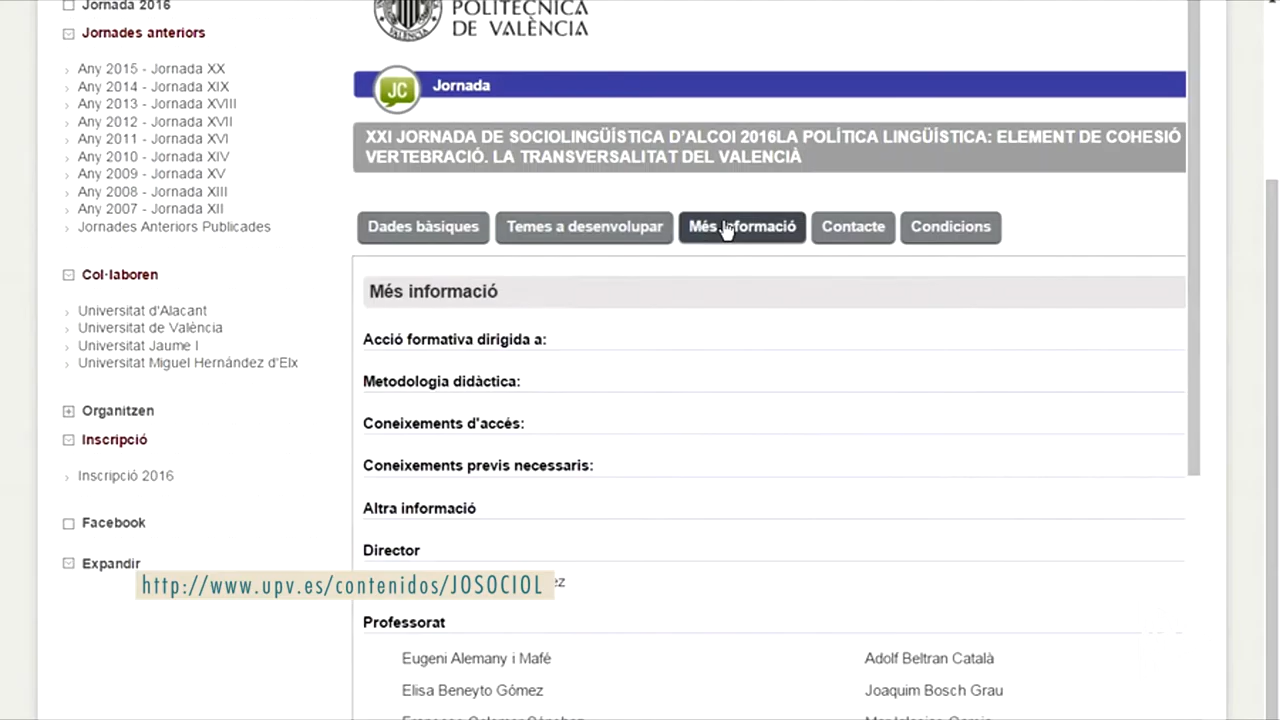 Jornada 2016
Jornades anteriors
Any 2015 - Jornada XX
Any 2014 - Jornada XIX
Any 2013 - Jornada XVIII
Any 2012 - Jornada XVII
Any 2011 - Jornada XVI
Any 2010 - Jornada XIV
Any 2009 - Jornada XV
Any 2008 - Jornada XIII
Any 2007 - Jornada XII
Jornades Anteriors Publicades
Col·laboren
Universitat d'Alacant
Universitat de València
Universitat Jaume I
Universitat Miguel Hernández d'Elx
Organitzen
Inscripció
Inscripció 2016
Facebook
Expandir
http://www.upv.es/contenidos/JOSOCIOL
POLITÈCNICA
DE VALÈNCIA
JC
Jornada
XXI JORNADA DE SOCIOLINGÜÍSTICA D'ALCOI 2016LA POLÍTICA LINGÜÍSTICA: ELEMENT DE COHESIÓ
VERTEBRACIÓ. LA TRANSVERSALITAT DEL VALENCIÀ
Dades bàsiques Temes a desenvolupar Més informació Contacte Condicions
Més informació
Acció formativa dirigida a:
Metodologia didàctica:
Coneixements d'accés:
Coneixements previs necessaris:
Altra informació
Director
Professorat
Eugeni Alemany i Mafé Adolf Beltran Català
Elisa Beneyto Gómez Joaquim Bosch Grau